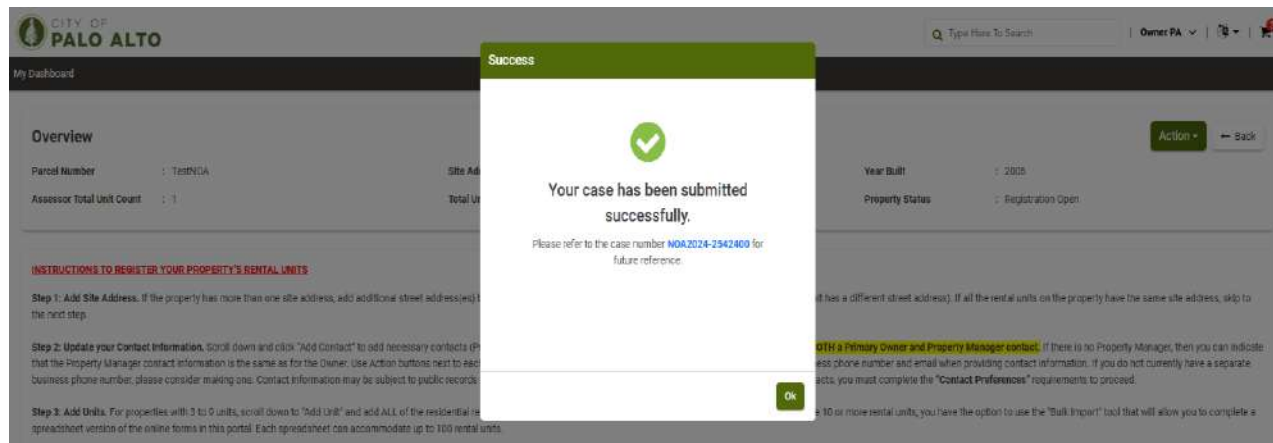 CITY OF
PALO ALTO
Type Here To Search
Owner PA
My Dashboard
Success
Overview
Action
← Back
Parcel Number : TestNOA
Site Ad
Year Built : 2005
Assessor Total Unit Count : 1
Total Un
Property Status : Registration Open
Your case has been submitted
successfully.
Please refer to the case number NOA2024-2542400 for
future reference.
INSTRUCTIONS TO REGISTER YOUR PROPERTY'S RENTAL UNITS
Step 1: Add Site Address. If the property has more than one site address, add additional street address(es)
it has a different street address). If all the rental units on the property have the same site address, skip to
the next step.
Step 2: Update your Contact Information. Scroll down and click "Add Contact" to add necessary contacts (P
OTH a Primary Owner and Property Manager contact. If there is no Property Manager, then you can indicate
that the Property Manager contact information is the same as for the Owner. Use Action buttons next to eac
ess phone number and email when providing contact information. If you do not currently have a separate
business phone number, please consider making one. Contact information may be subject to public records
acts, you must complete the "Contact Preferences" requirements to proceed.
Ok
Step 3: Add Units. For properties with 3 to 9 units, scroll down to "Add Unit" and add ALL of the residential re
e 10 or more rental units, you have the option to use the "Bulk Import" tool that will allow you to complete a
spreadsheet version of the online forms in this portal. Each spreadsheet can accommodate up to 100 rental units.